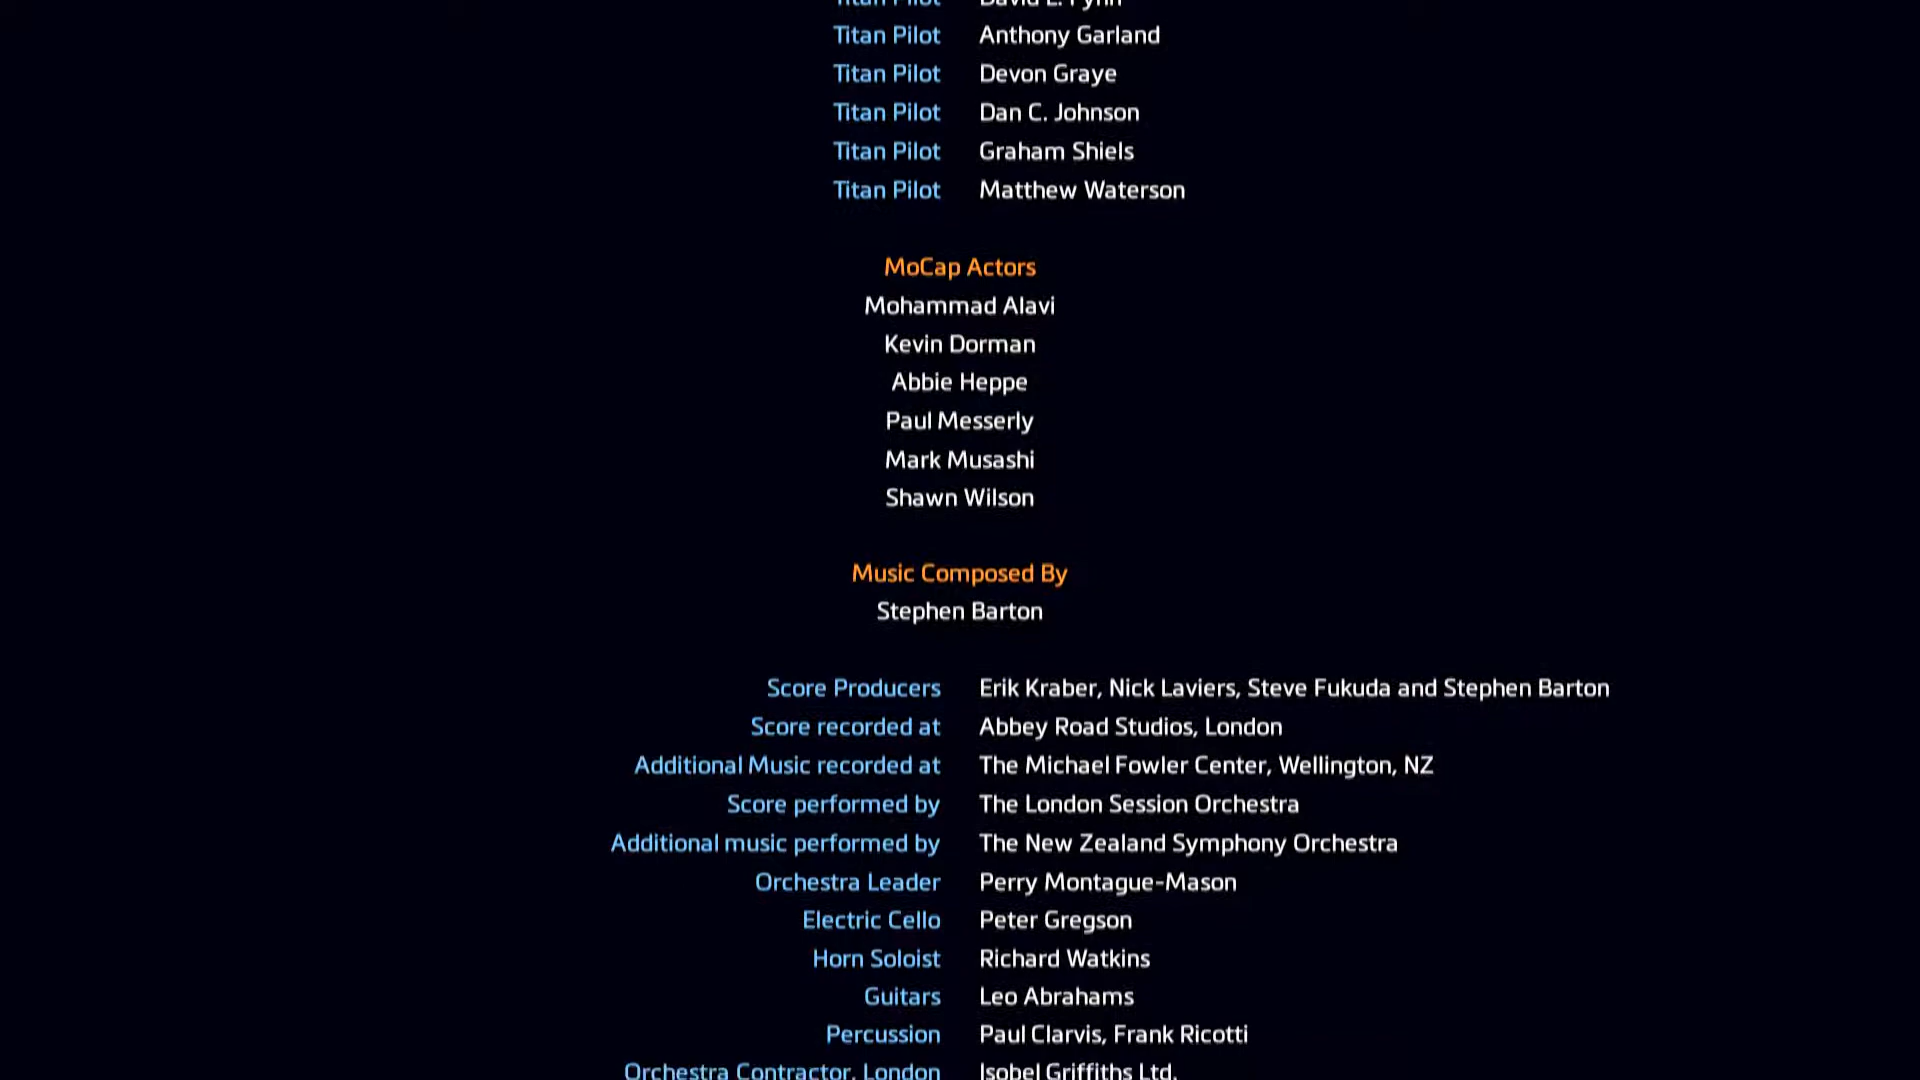 Titan Pilot David L. Fynn
Titan Pilot Anthony Garland
Titan Pilot Devon Graye
Titan Pilot Dan C. Johnson
Titan Pilot Graham Shiels
Titan Pilot Matthew Waterson
MoCap Actors
Mohammad Alavi
Kevin Dorman
Abbie Heppe
Paul Messerly
Mark Musashi
Shawn Wilson
Music Composed By
Stephen Barton
Score Producers Erik Kraber, Nick Laviers, Steve Fukuda and Stephen Barton
Score recorded at Abbey Road Studios, London
Additional Music recorded at The Michael Fowler Center, Wellington, NZ
Score performed by The London Session Orchestra
Additional music performed by The New Zealand Symphony Orchestra
Orchestra Leader Perry Montague-Mason
Electric Cello Peter Gregson
Horn Soloist Richard Watkins
Guitars Leo Abrahams
Percussion Paul Clarvis, Frank Ricotti
Orchestra Contractor, London Isobel Griffiths Ltd.